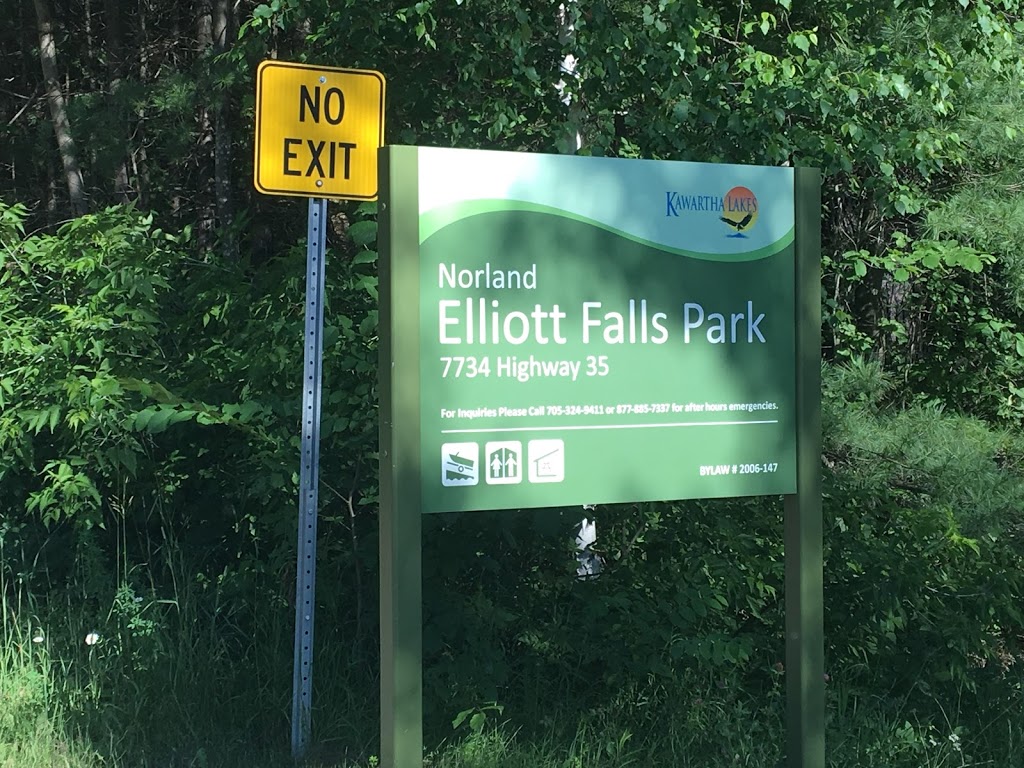 NO
EXIT
KAWARTHA LAKES
Norland
Elliott Falls Park
7734 Highway 35
For Inquiries Please Call 705-324-9411 or 877-885-7337 for after hours emergencies.
BYLAW # 2006-147